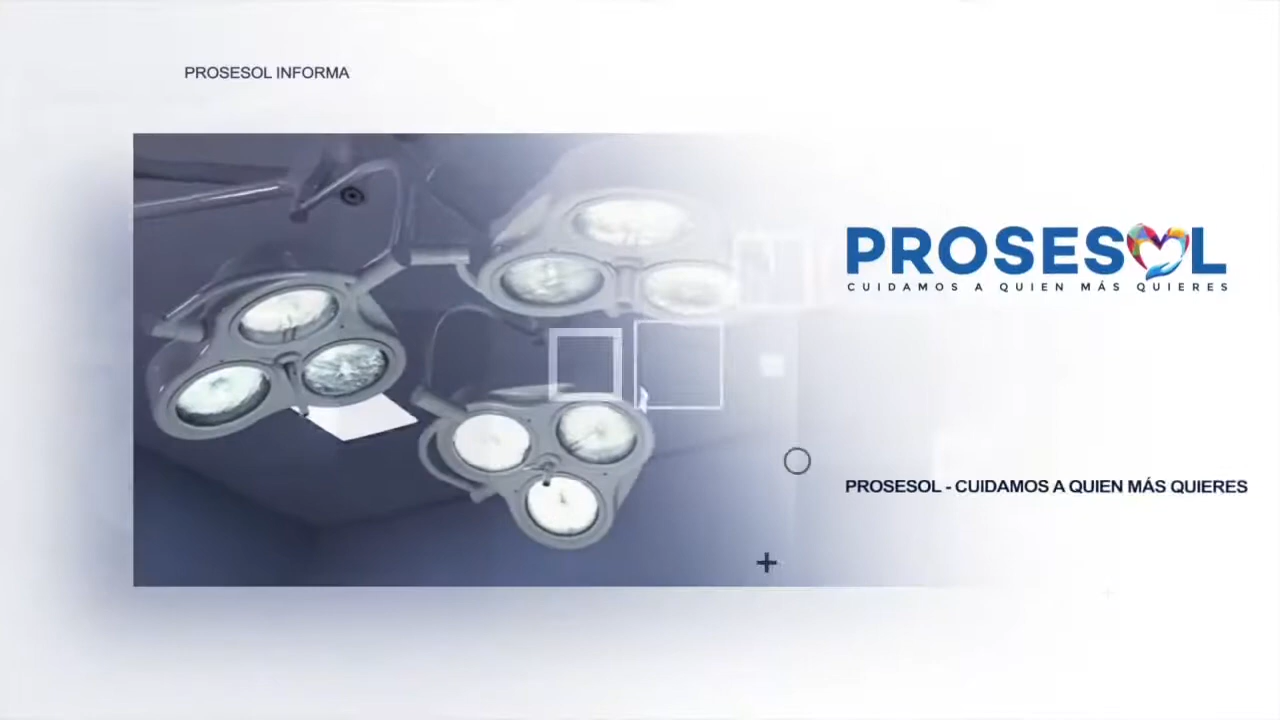 PROSESOL INFORMA
PROSESOL
CUIDAMOS A QUIEN MÁS QUIERES
PROSESOL - CUIDAMOS A QUIEN MÁS QUIERES